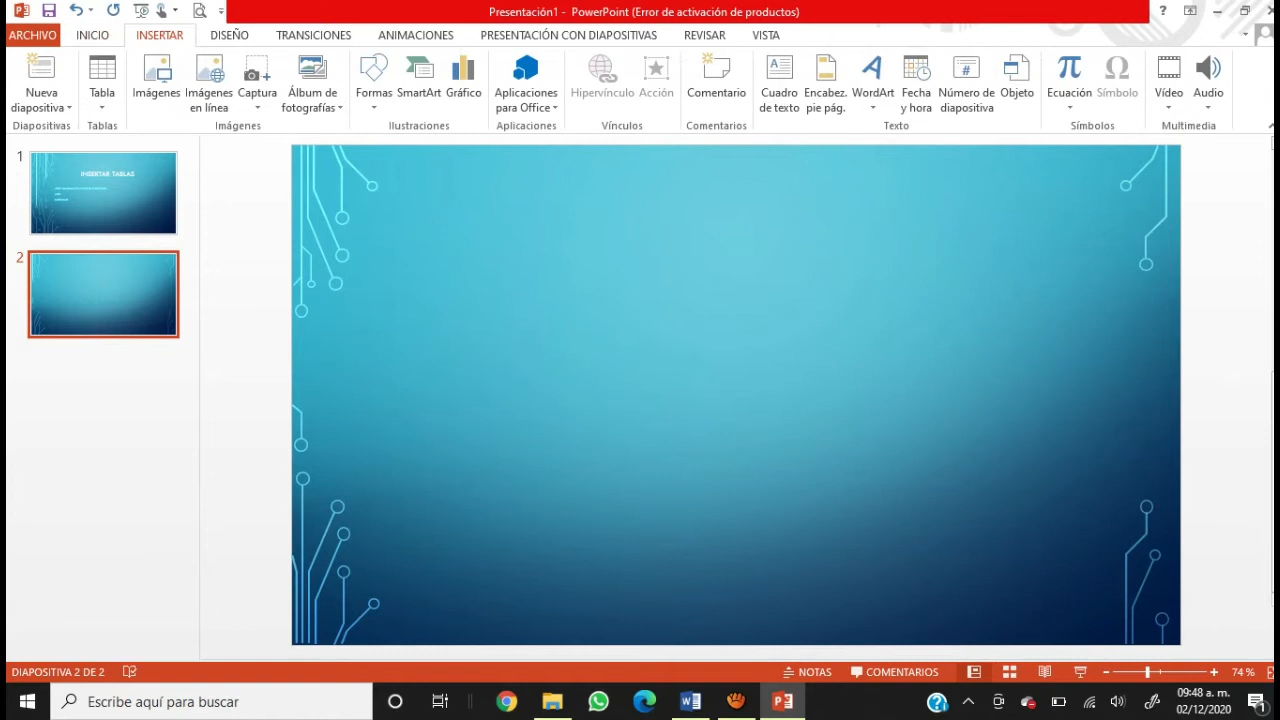 Presentación1 - PowerPoint (Error de activación de productos)
ARCHIVO INICIO INSERTAR DISEÑO TRANSICIONES ANIMACIONES PRESENTACIÓN CON DIAPOSITIVAS REVISAR VISTA
Nueva diapositiva
Tabla
Imágenes
Imágenes en línea
Captura
Álbum de fotografías
Formas
SmartArt
Gráfico
Aplicaciones para Office
Hipervínculo
Acción
Comentario
Cuadro de texto
Encabez. pie pág.
WordArt
Fecha y hora
Número de diapositiva
Objeto
Ecuación
Símbolo
Vídeo
Audio
Diapositivas Tablas Imágenes Ilustraciones Aplicaciones Vínculos Comentarios Texto Símbolos Multimedia
1
INSERTAR TABLAS
2
DIAPOSITIVA 2 DE 2
NOTAS
COMENTARIOS
74 %
Escribe aquí para buscar
09:48 a. m.
02/12/2020
1